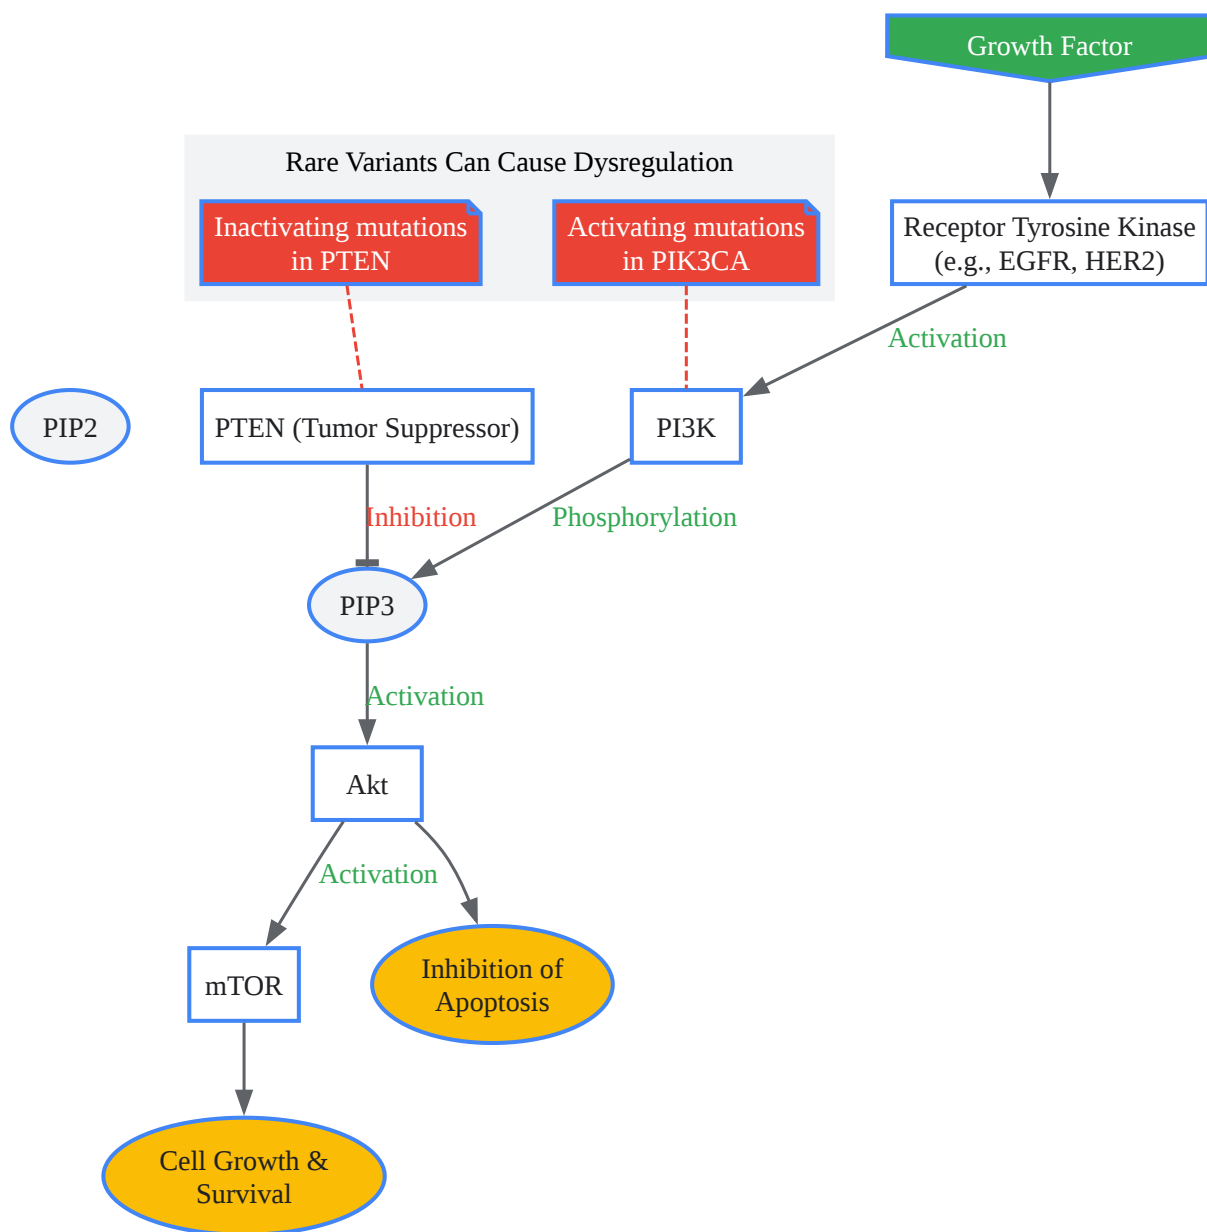 Growth Factor
Rare Variants Can Cause Dysregulation
Inactivating mutations
in PTEN
Activating mutations
in PIK3CA
Receptor Tyrosine Kinase
(e.g., EGFR, HER2)
Activation
PIP2
PTEN (Tumor Suppressor)
PI3K
Inhibition
Phosphorylation
PIP3
Activation
Akt
Activation
mTOR
Inhibition of
Apoptosis
Cell Growth &
Survival